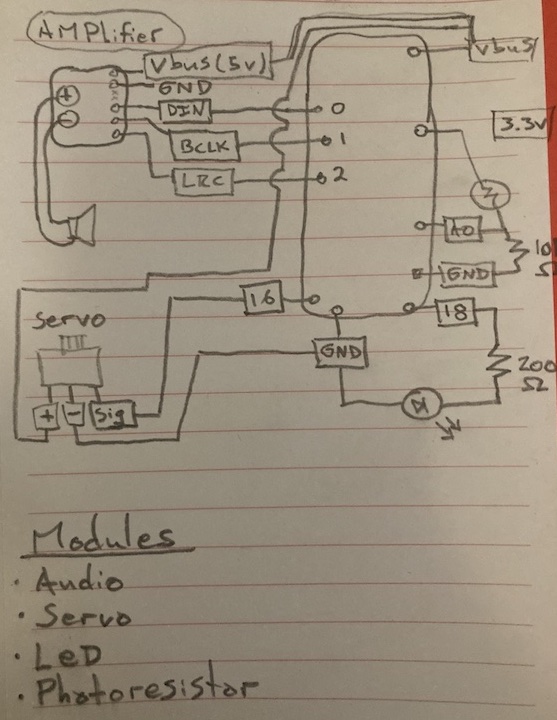 AMPlifier
Vbus(5v)
Vbus
GND
DIN
0
3.3v
BCLK
1
LRC
2
A0
GND
16
18
Servo
GND
200
Ω
+
-
Sig
Modules
· Audio
· Servo
· LeD
· Photoresistor